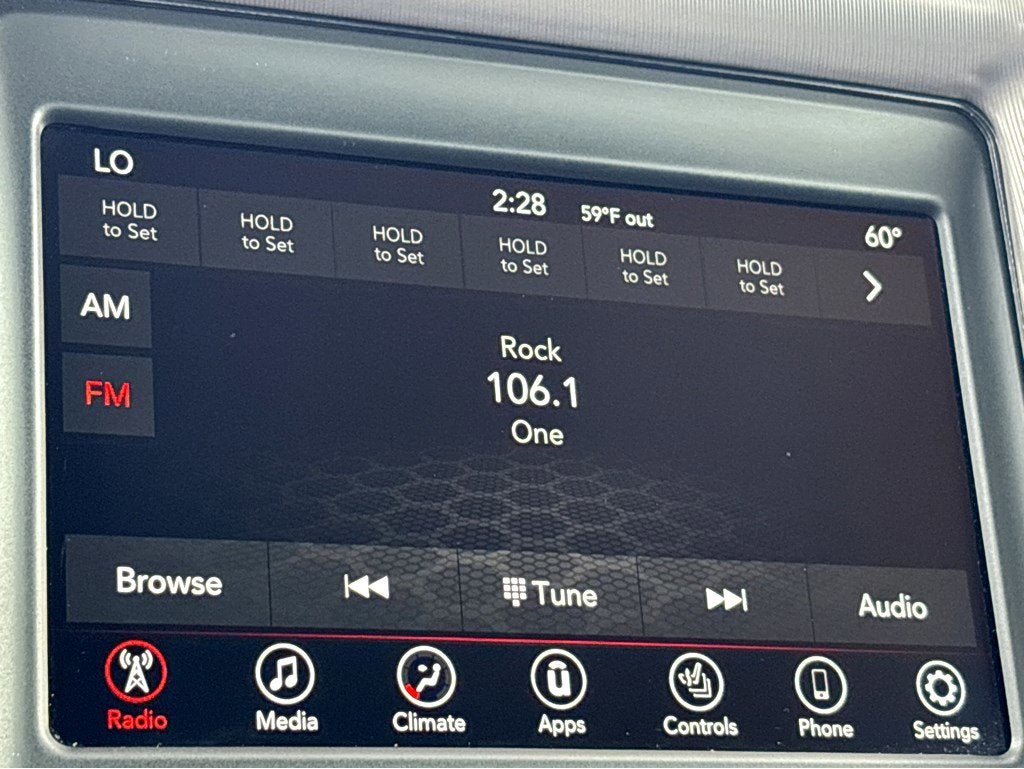 LO
2:28 59°F out
60°
HOLD
to Set
HOLD
to Set
HOLD
to Set
HOLD
to Set
HOLD
to Set
HOLD
to Set
AM
FM
Rock
106.1
One
Browse
Tune
Audio
Radio
Media
Climate
ū
Apps
Controls
Phone
Settings